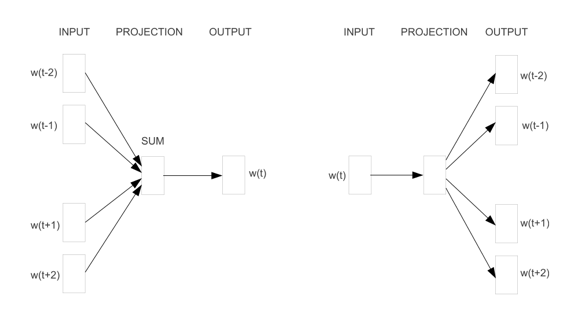 INPUT PROJECTION OUTPUT
w(t-2)
w(t-1)
SUM
w(t)
w(t+1)
w(t+2)
INPUT PROJECTION OUTPUT
w(t-2)
w(t-1)
w(t)
w(t+1)
w(t+2)